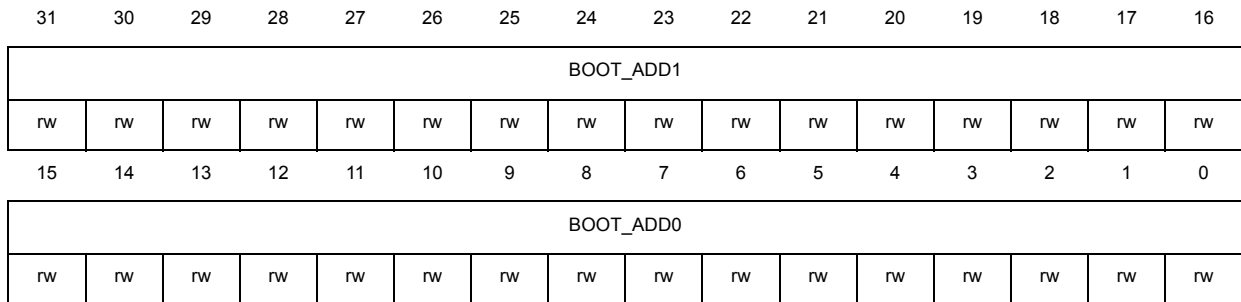 31 30 29 28 27 26 25 24 23 22 21 20 19 18 17 16
BOOT_ADD1
rw rw rw rw rw rw rw rw rw rw rw rw rw rw rw rw
15 14 13 12 11 10 9 8 7 6 5 4 3 2 1 0
BOOT_ADD0
rw rw rw rw rw rw rw rw rw rw rw rw rw rw rw rw